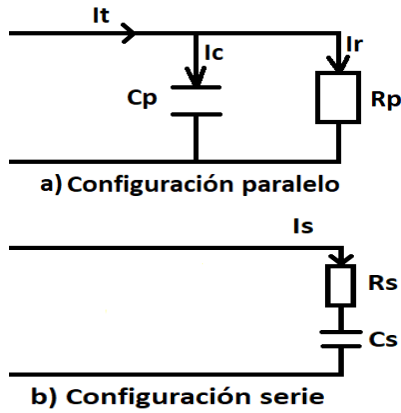 It
Ic
Ir
Cp
Rp
a) Configuración paralelo
Is
Rs
Cs
b) Configuración serie